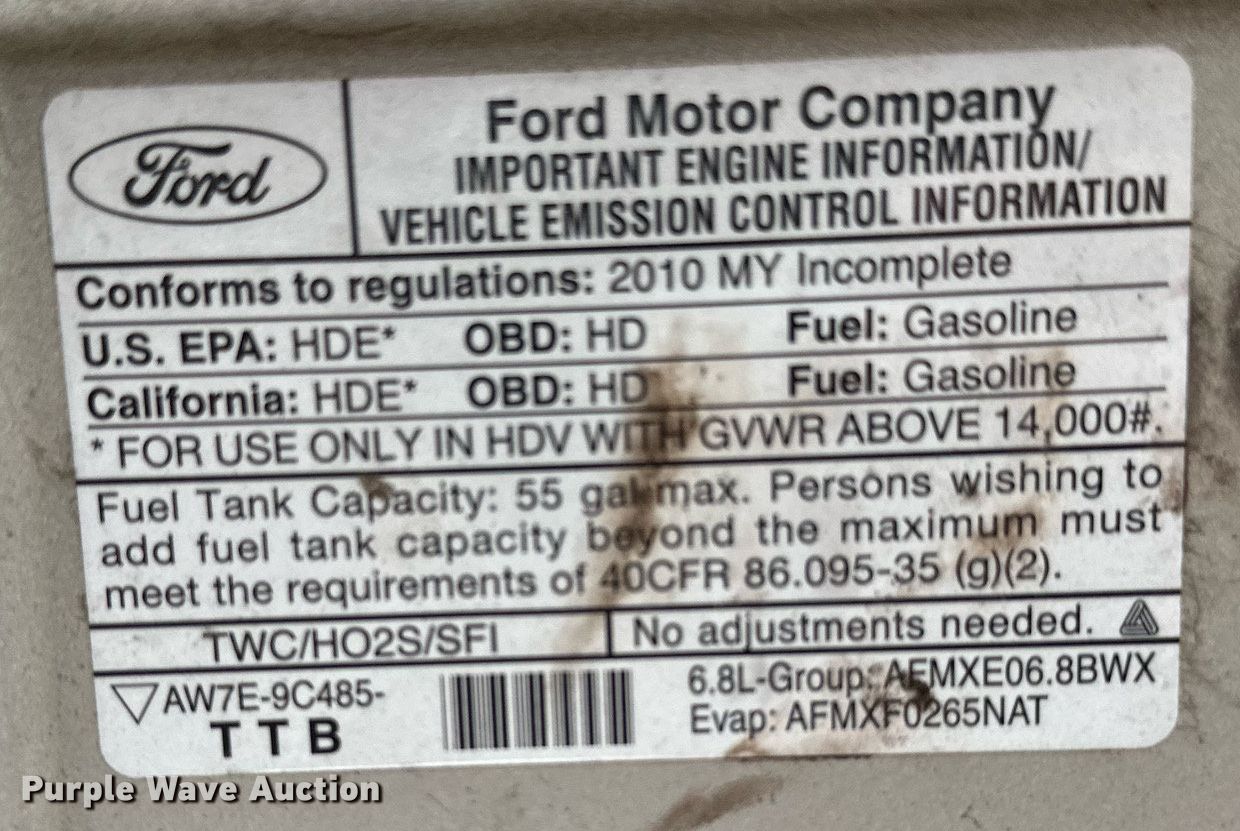 Ford
Ford Motor Company
IMPORTANT ENGINE INFORMATION/
VEHICLE EMISSION CONTROL INFORMATION
Conforms to regulations: 2010 MY Incomplete
U.S. EPA: HDE* OBD: HD Fuel: Gasoline
California: HDE* OBD: HD Fuel: Gasoline
* FOR USE ONLY IN HDV WITH GVWR ABOVE 14,000#.
Fuel Tank Capacity: 55 gal max. Persons wishing to
add fuel tank capacity beyond the maximum must
meet the requirements of 40CFR 86.095-35 (g)(2).
TWC/HO2S/SFI
No adjustments needed.
AW7E-9C485-
TTB
6.8L-Group: AFMXE06.8BWX
Evap: AFMXF0265NAT
Purple Wave Auction